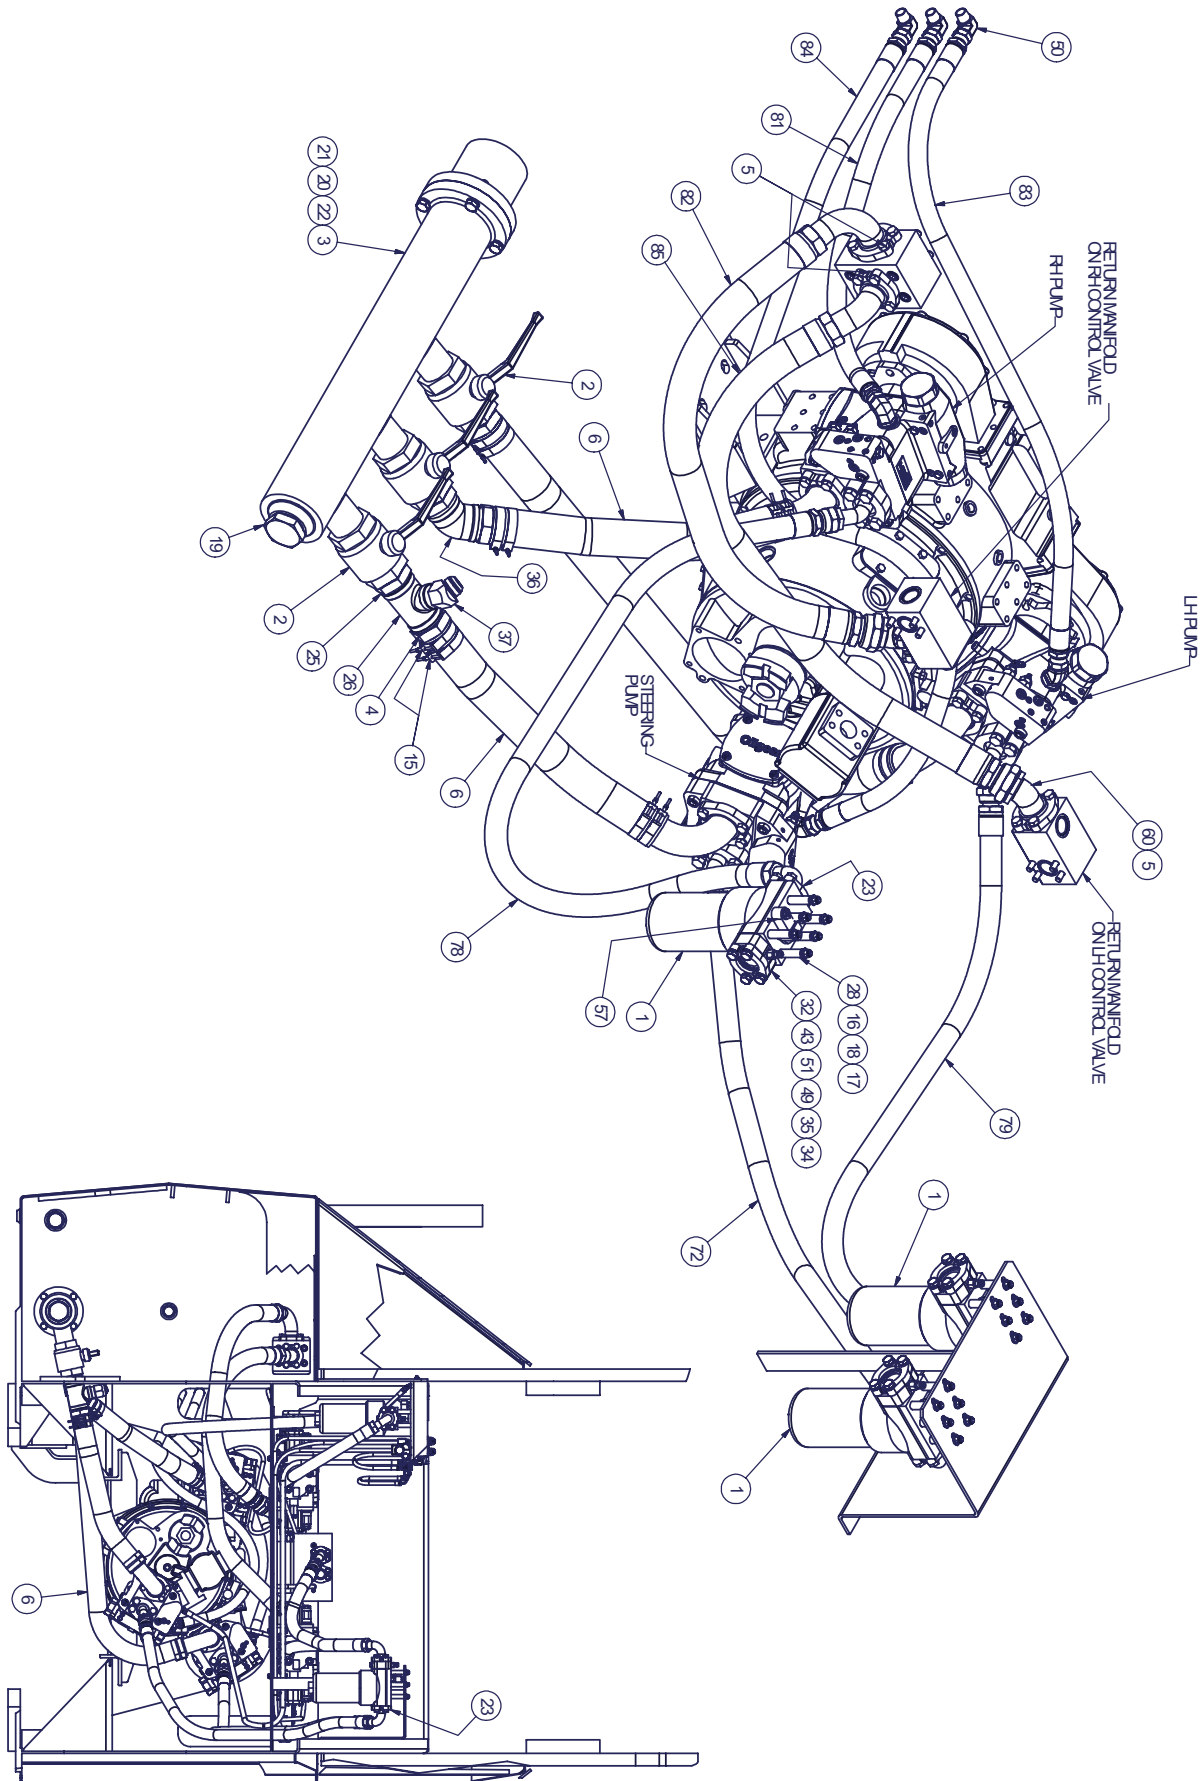 LH PUMP
60 5
RETURN MANIFOLD
ON RH CONTROL VALVE
RETURN MANIFOLD
ON LH CONTROL VALVE
50
RH PUMP
83
79
1
23
28 16 18 17
84
32 43 51 49 35 34
81
5
1
72
82
85
STEERING
PUMP
1
57
6
2
36
37
23
6
78
15
4
26
21 20 22 3
25
2
19
6